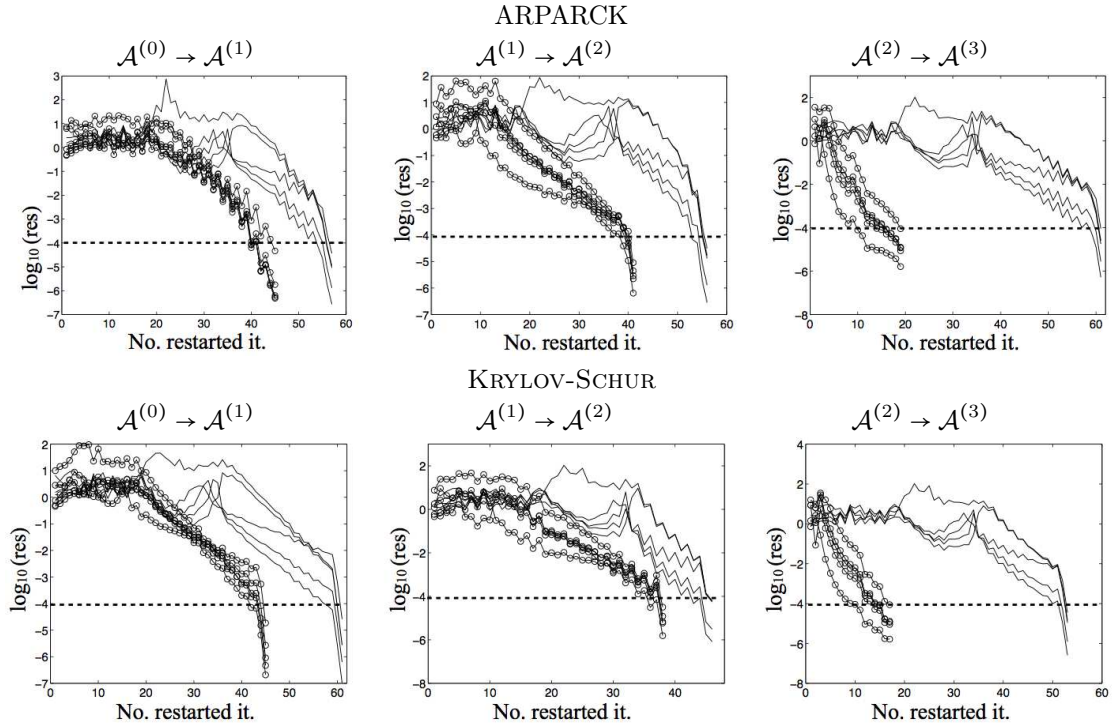 ARPARCK
A^(0) → A^(1)
A^(1) → A^(2)
A^(2) → A^(3)
log10 (res)
4
3
2
1
0
-1
-2
-3
-4
-5
-6
-7
0 10 20 30 40 50 60
No. restarted it.
log10 (res)
2
1
0
-1
-2
-3
-4
-5
-6
-7
0 10 20 30 40 50 60
No. restarted it.
log10 (res)
4
2
0
-2
-4
-6
-8
0 10 20 30 40 50 60
No. restarted it.
KRYLOV-SCHUR
A^(0) → A^(1)
A^(1) → A^(2)
A^(2) → A^(3)
log10 (res)
2
1
0
-1
-2
-3
-4
-5
-6
-7
0 10 20 30 40 50 60
No. restarted it.
log10 (res)
4
2
0
-2
-4
-6
-8
0 10 20 30 40
No. restarted it.
log10 (res)
4
2
0
-2
-4
-6
-8
0 10 20 30 40 50 60
No. restarted it.